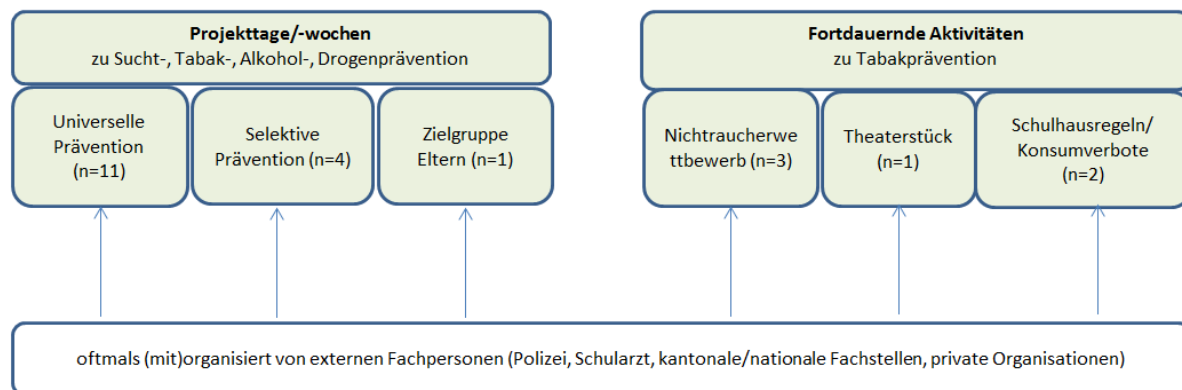 Projekttage/-wochen
zu Sucht-, Tabak-, Alkohol-, Drogenprävention
Universelle
Prävention
(n=11)
Selektive
Prävention (n=4)
Zielgruppe
Eltern (n=1)
Fortdauernde Aktivitäten
zu Tabakprävention
Nichtraucherwe
ttbewerb (n=3)
Theaterstück
(n=1)
Schulhausregeln/
Konsumverbote
(n=2)
oftmals (mit)organisiert von externen Fachpersonen (Polizei, Schularzt, kantonale/nationale Fachstellen, private Organisationen)